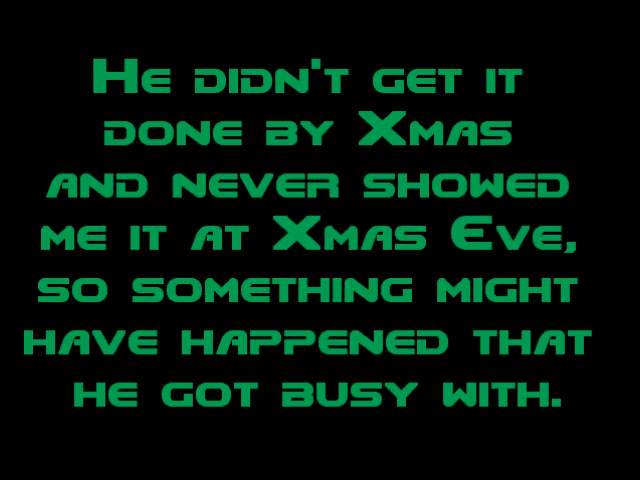 He didn't get it
done by Xmas
and never showed
me it at Xmas Eve,
so something might
have happened that
he got busy with.